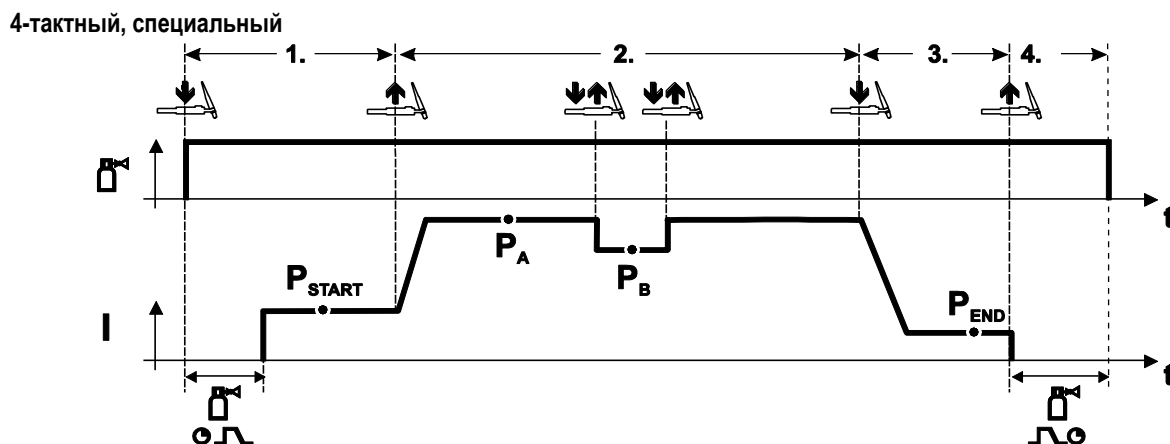 4-тактный, специальный
1. 2. 3. 4.
t
P_A
P_B
P_START
P_END
I
t